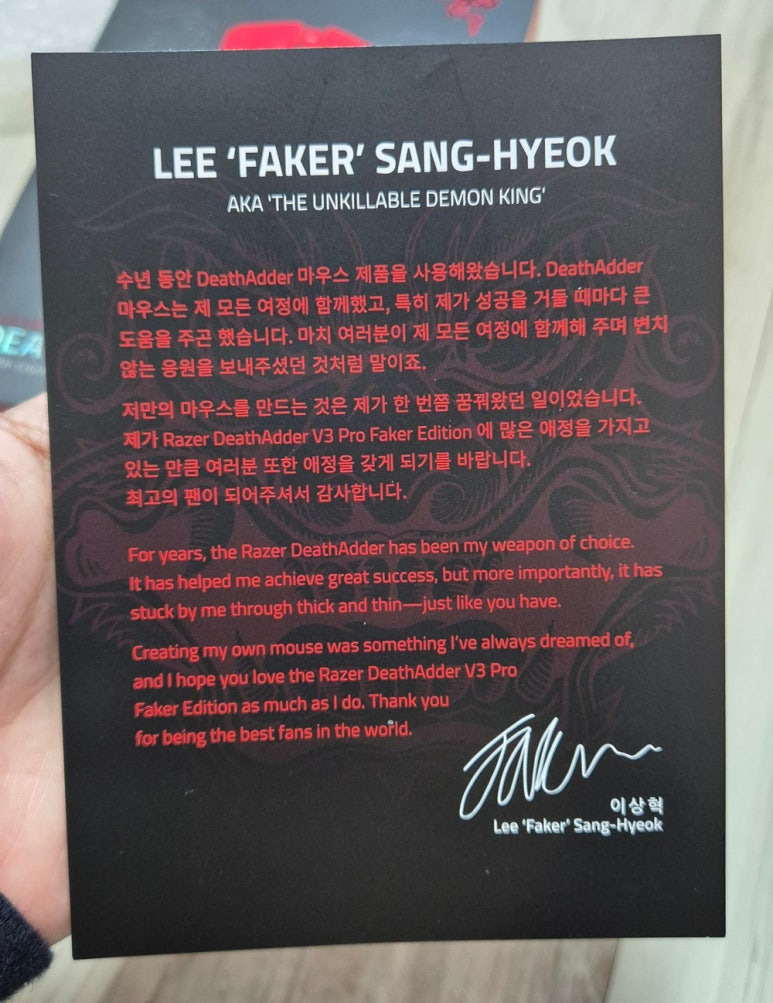 LEE ‘FAKER’ SANG-HYEOK
AKA 'THE UNKILLABLE DEMON KING'
수년 동안 DeathAdder 마우스 제품을 사용해왔습니다. DeathAdder
마우스는 제 모든 여정에 함께했고, 특히 제가 성공을 거둘 때마다 큰
도움을 주곤 했습니다. 마치 여러분이 제 모든 여정에 함께해 주며 변치
않는 응원을 보내주셨던 것처럼 말이죠.
저만의 마우스를 만드는 것은 제가 한 번쯤 꿈꿔왔던 일이었습니다.
제가 Razer DeathAdder V3 Pro Faker Edition 에 많은 애정을 가지고
있는 만큼 여러분 또한 애정을 갖게 되기를 바랍니다.
최고의 팬이 되어주셔서 감사합니다.
For years, the Razer DeathAdder has been my weapon of choice.
It has helped me achieve great success, but more importantly, it has
stuck by me through thick and thin—just like you have.
Creating my own mouse was something I’ve always dreamed of,
and I hope you love the Razer DeathAdder V3 Pro
Faker Edition as much as I do. Thank you
for being the best fans in the world.
Faker
이상혁
Lee ‘Faker’ Sang-Hyeok